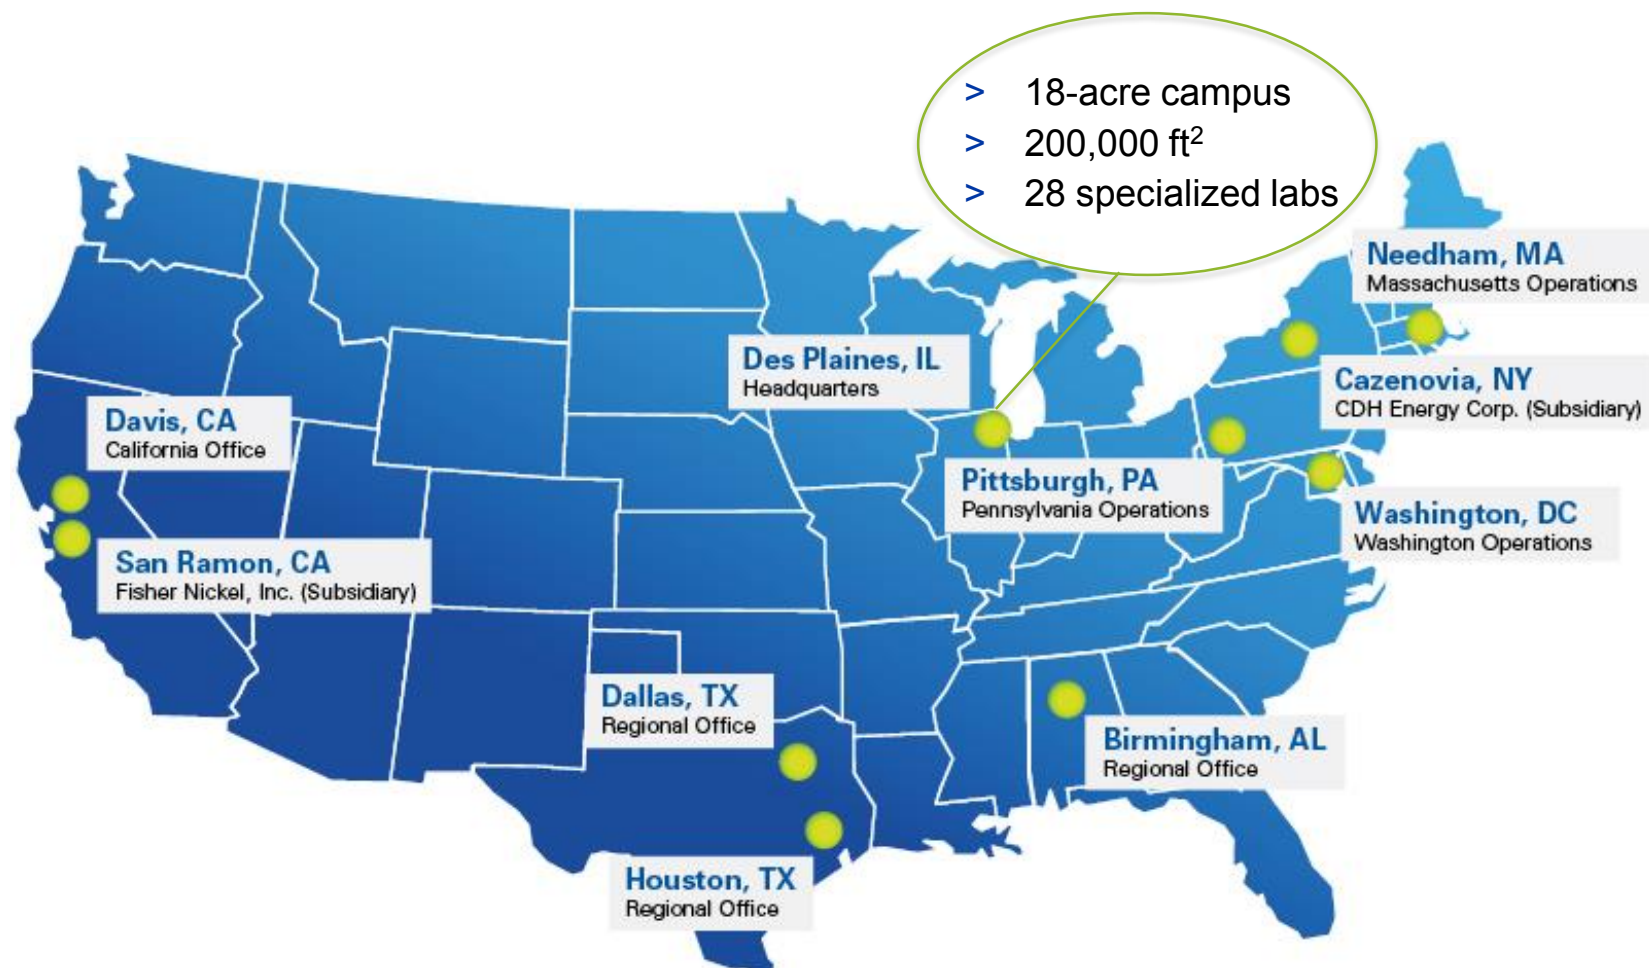 > 18-acre campus
> 200,000 ft²
> 28 specialized labs
Needham, MA
Massachusetts Operations
Des Plaines, IL
Headquarters
Cazenovia, NY
CDH Energy Corp. (Subsidiary)
Davis, CA
California Office
Pittsburgh, PA
Pennsylvania Operations
Washington, DC
Washington Operations
San Ramon, CA
Fisher Nickel, Inc. (Subsidiary)
Dallas, TX
Regional Office
Birmingham, AL
Regional Office
Houston, TX
Regional Office